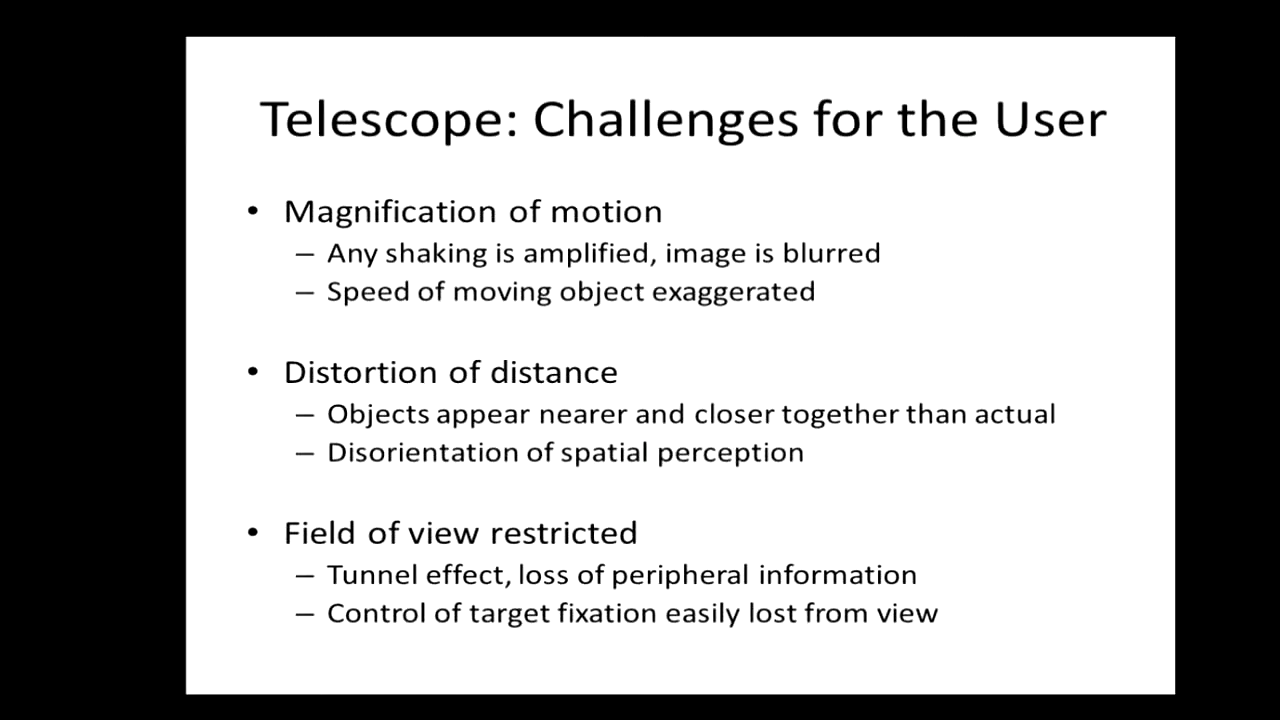 Telescope: Challenges for the User
• Magnification of motion
– Any shaking is amplified, image is blurred
– Speed of moving object exaggerated
• Distortion of distance
– Objects appear nearer and closer together than actual
– Disorientation of spatial perception
• Field of view restricted
– Tunnel effect, loss of peripheral information
– Control of target fixation easily lost from view